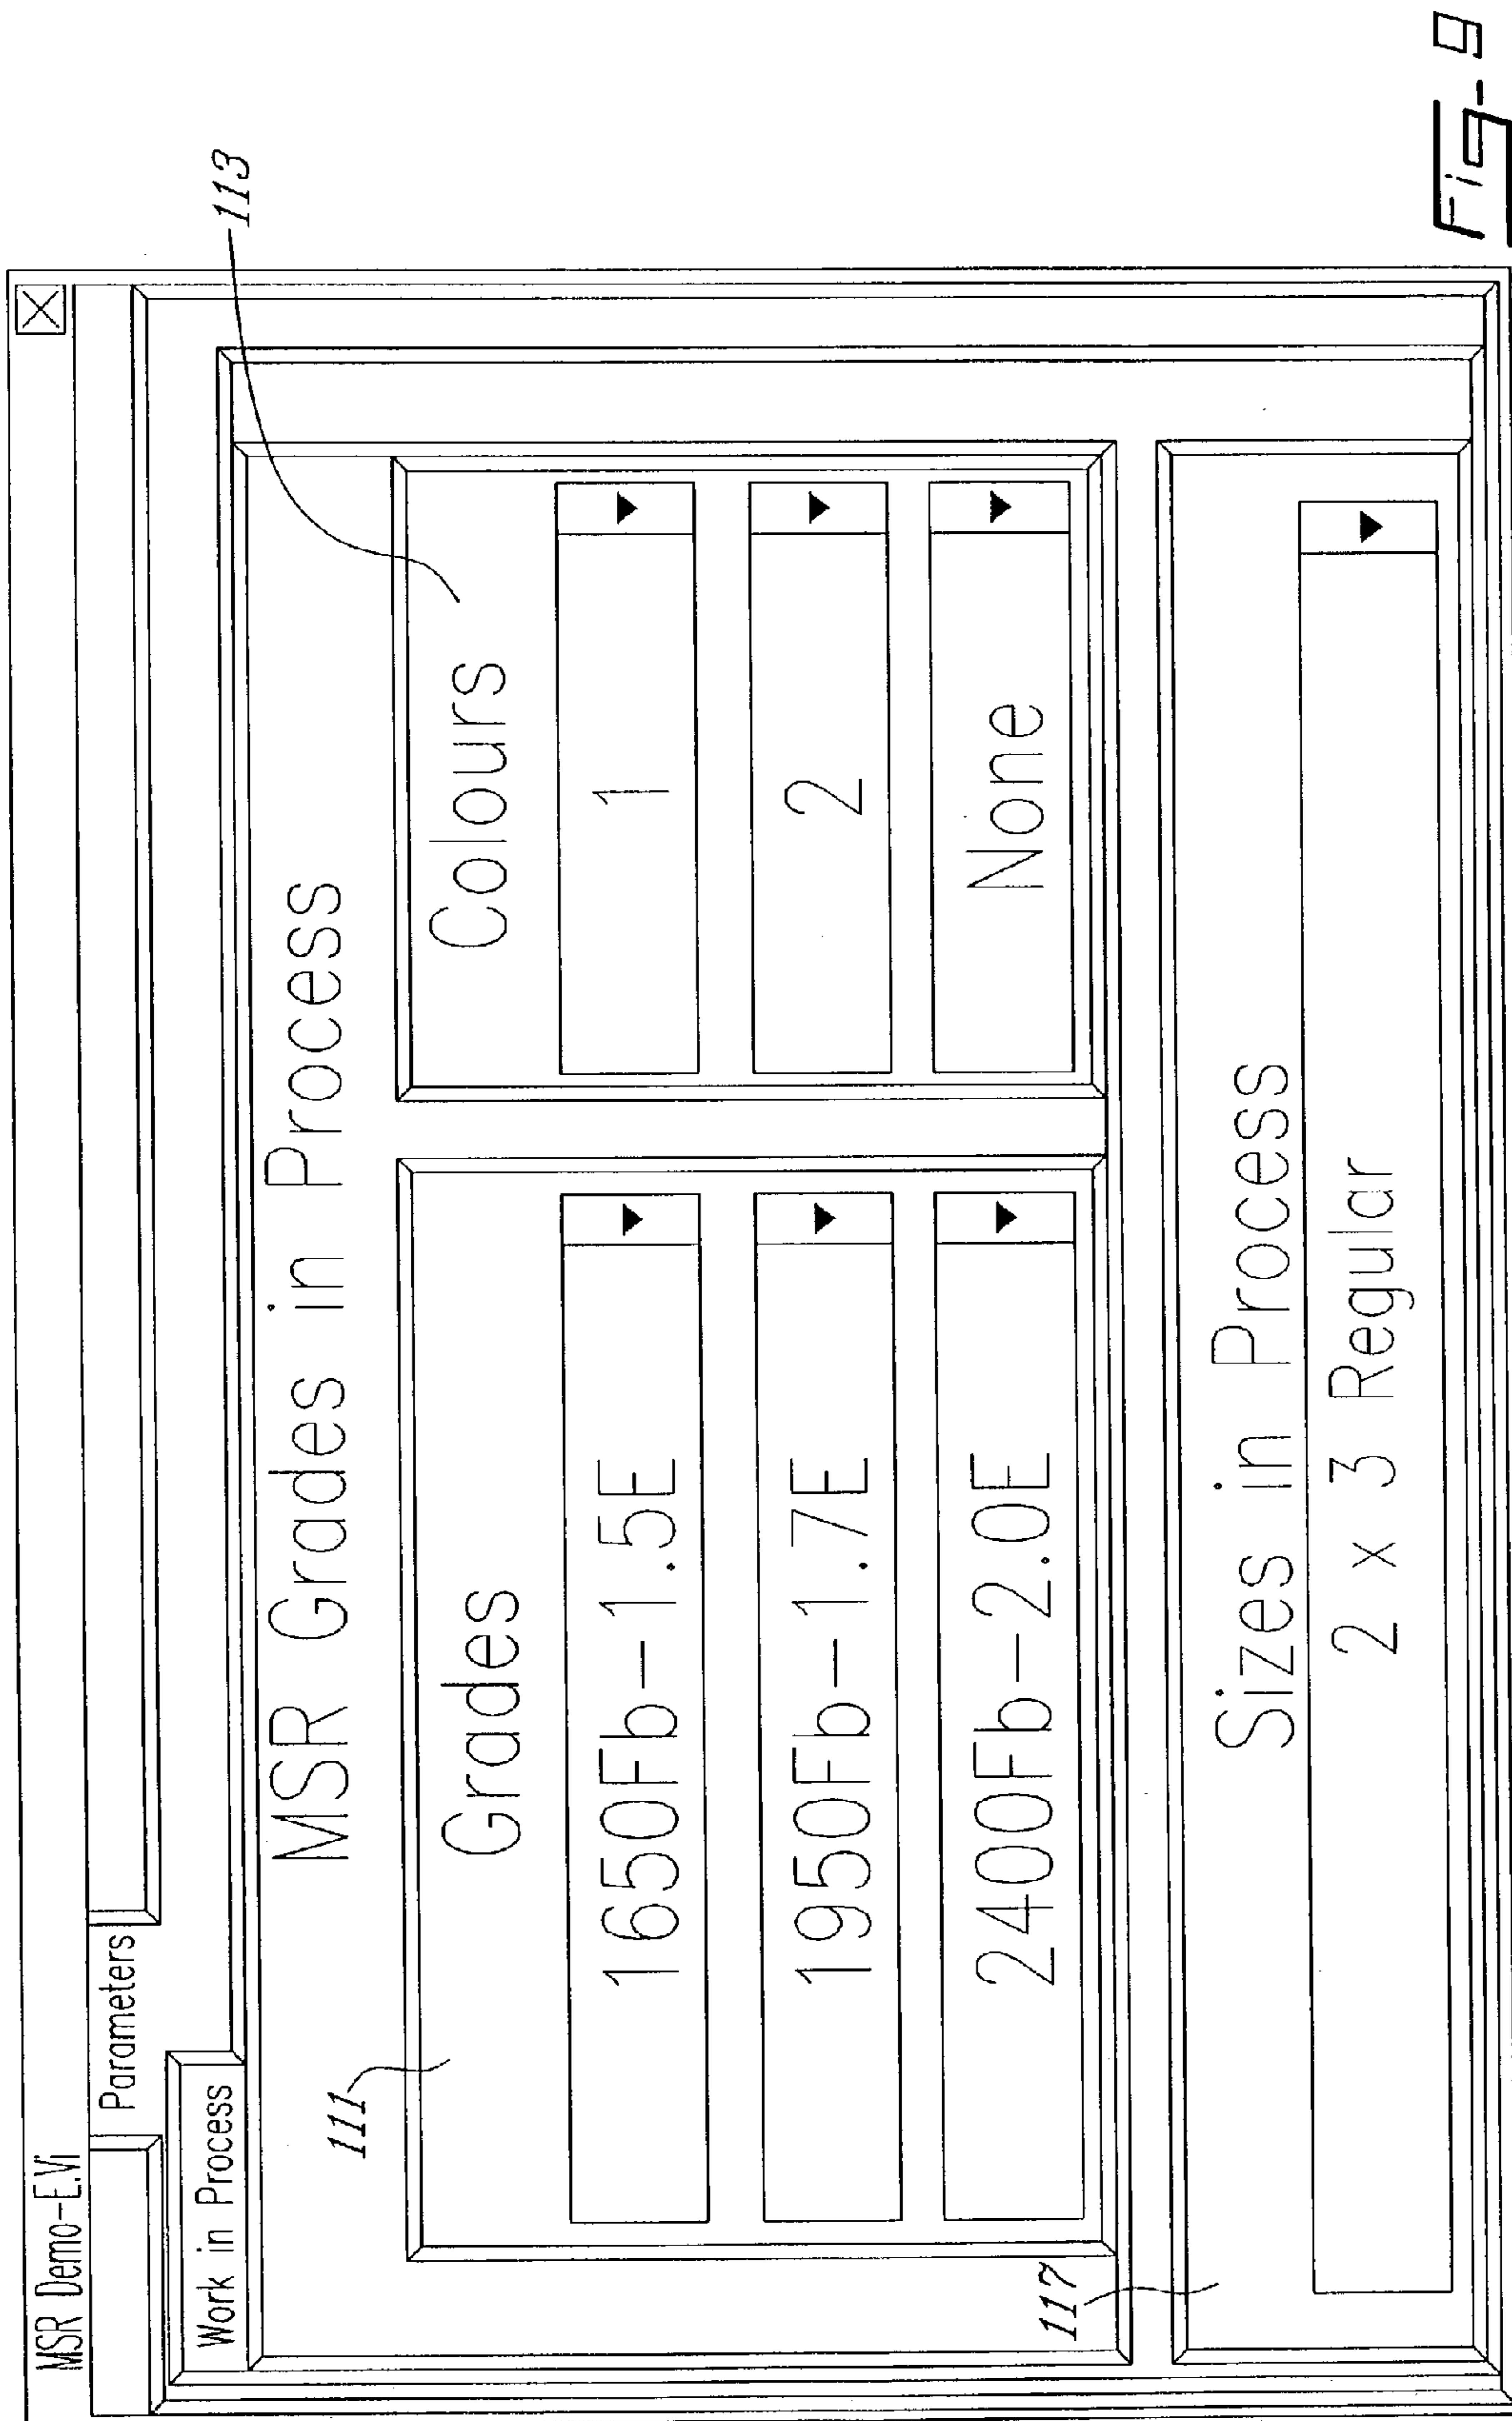 MSR Demo-E.Vi
Parameters
Work in Process
MSR Grades in Process
111
113
Grades
Colours
1650Fb-1.5E
1
1950Fb-1.7E
2
2400Fb-2.0E
None
117
Sizes in Process
2 x 3 Regular
Fig-9